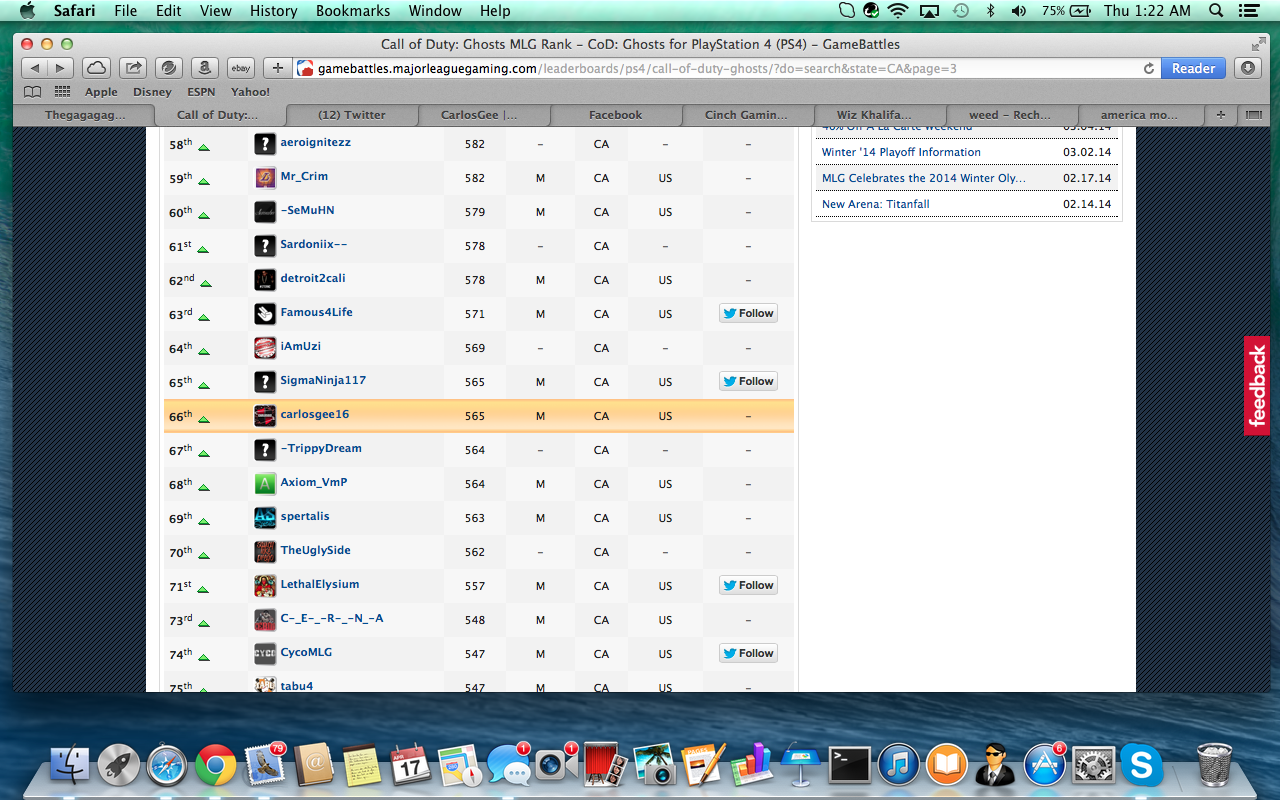 Safari File Edit View History Bookmarks Window Help 75% Thu 1:22 AM
Call of Duty: Ghosts MLG Rank – CoD: Ghosts for PlayStation 4 (PS4) – GameBattles
ebay gamebattles.majorleaguegaming.com/leaderboards/ps4/call-of-duty-ghosts/?do=search&state=CA&page=3 Reader
Apple Disney ESPN Yahoo!
Thegagagag... Call of Duty:... (12) Twitter CarlosGee |... Facebook Cinch Gamin... Wiz Khalifa... weed – Rech... america mo...
40% Off A La Carte Weekend 03.04.14
58th aeroignitezz 582 – CA – –
Winter '14 Playoff Information 03.02.14
59th Mr_Crim 582 M CA US –
MLG Celebrates the 2014 Winter Oly... 02.17.14
60th -SeMuHN 579 M CA US –
New Arena: Titanfall 02.14.14
61st Sardoniix-- 578 – CA – –
62nd detroit2cali 578 M CA US –
63rd Famous4Life 571 M CA US Follow
64th iAmUzi 569 – CA – –
65th SigmaNinja117 565 M CA US Follow
66th carlosgee16 565 M CA US –
67th -TrippyDream 564 – CA – –
68th Axiom_VmP 564 M CA US –
69th spertalis 563 M CA US –
70th TheUglySide 562 – CA – –
71st LethalElysium 557 M CA US Follow
73rd C-_E-_-R-_-N_-A 548 M CA US –
74th CycoMLG 547 M CA US Follow
75th tabu4 547 M CA US –
feedback
79 APR 17 1 1 PAGES 6